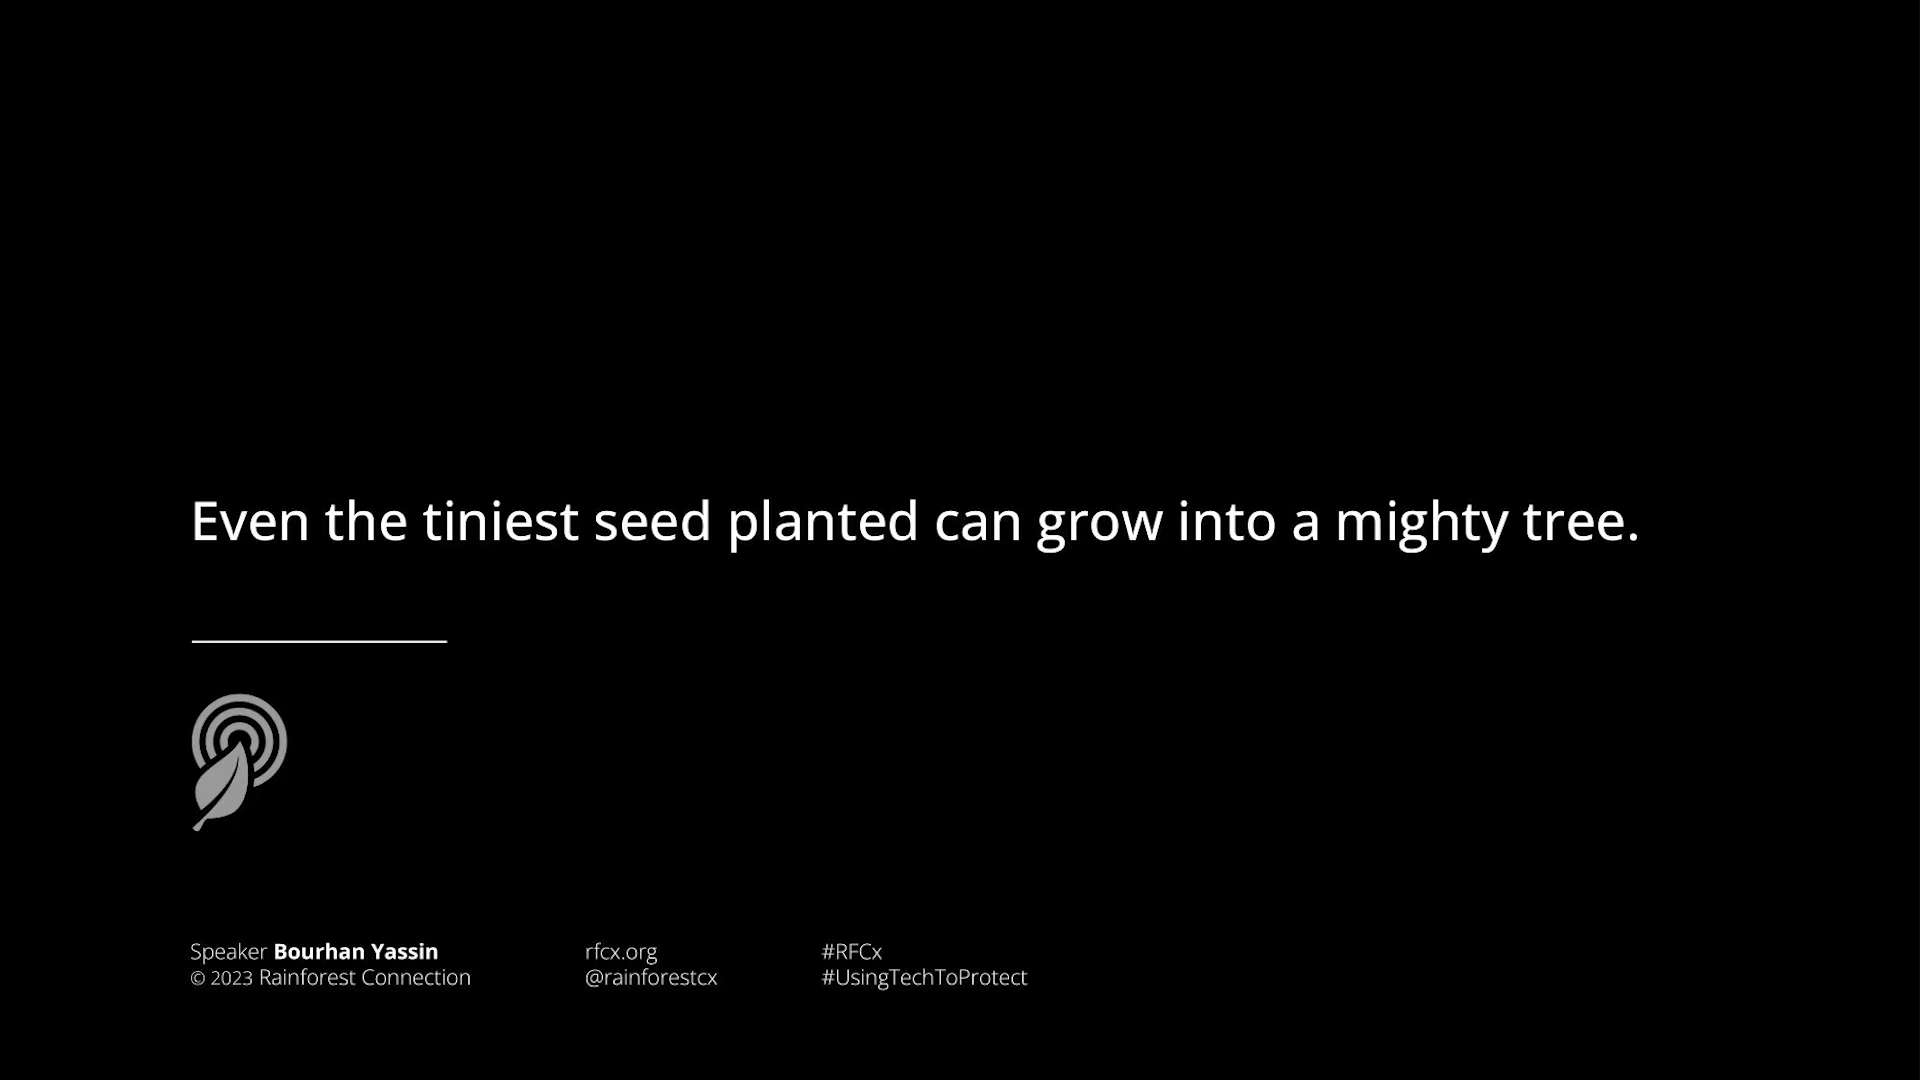 Even the tiniest seed planted can grow into a mighty tree.
Speaker Bourhan Yassin
© 2023 Rainforest Connection
rfcx.org
@rainforestcx
#RFCx
#UsingTechToProtect